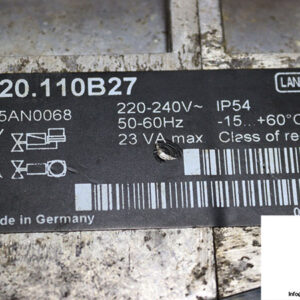 20.110B27
LAN
5AN0068
220-240V~ IP54
50-60Hz -15... +60°C
23 VA max Class of re
de in Germany